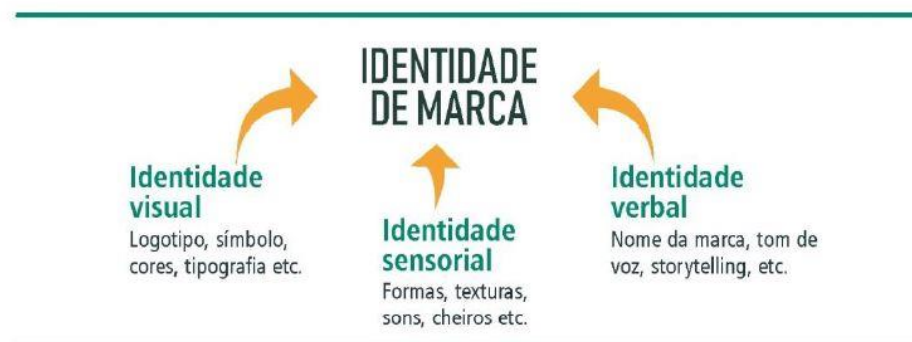 IDENTIDADE
DE MARCA
Identidade
visual
Logotipo, símbolo,
cores, tipografia etc.
Identidade
sensorial
Formas, texturas,
sons, cheiros etc.
Identidade
verbal
Nome da marca, tom de
voz, storytelling, etc.